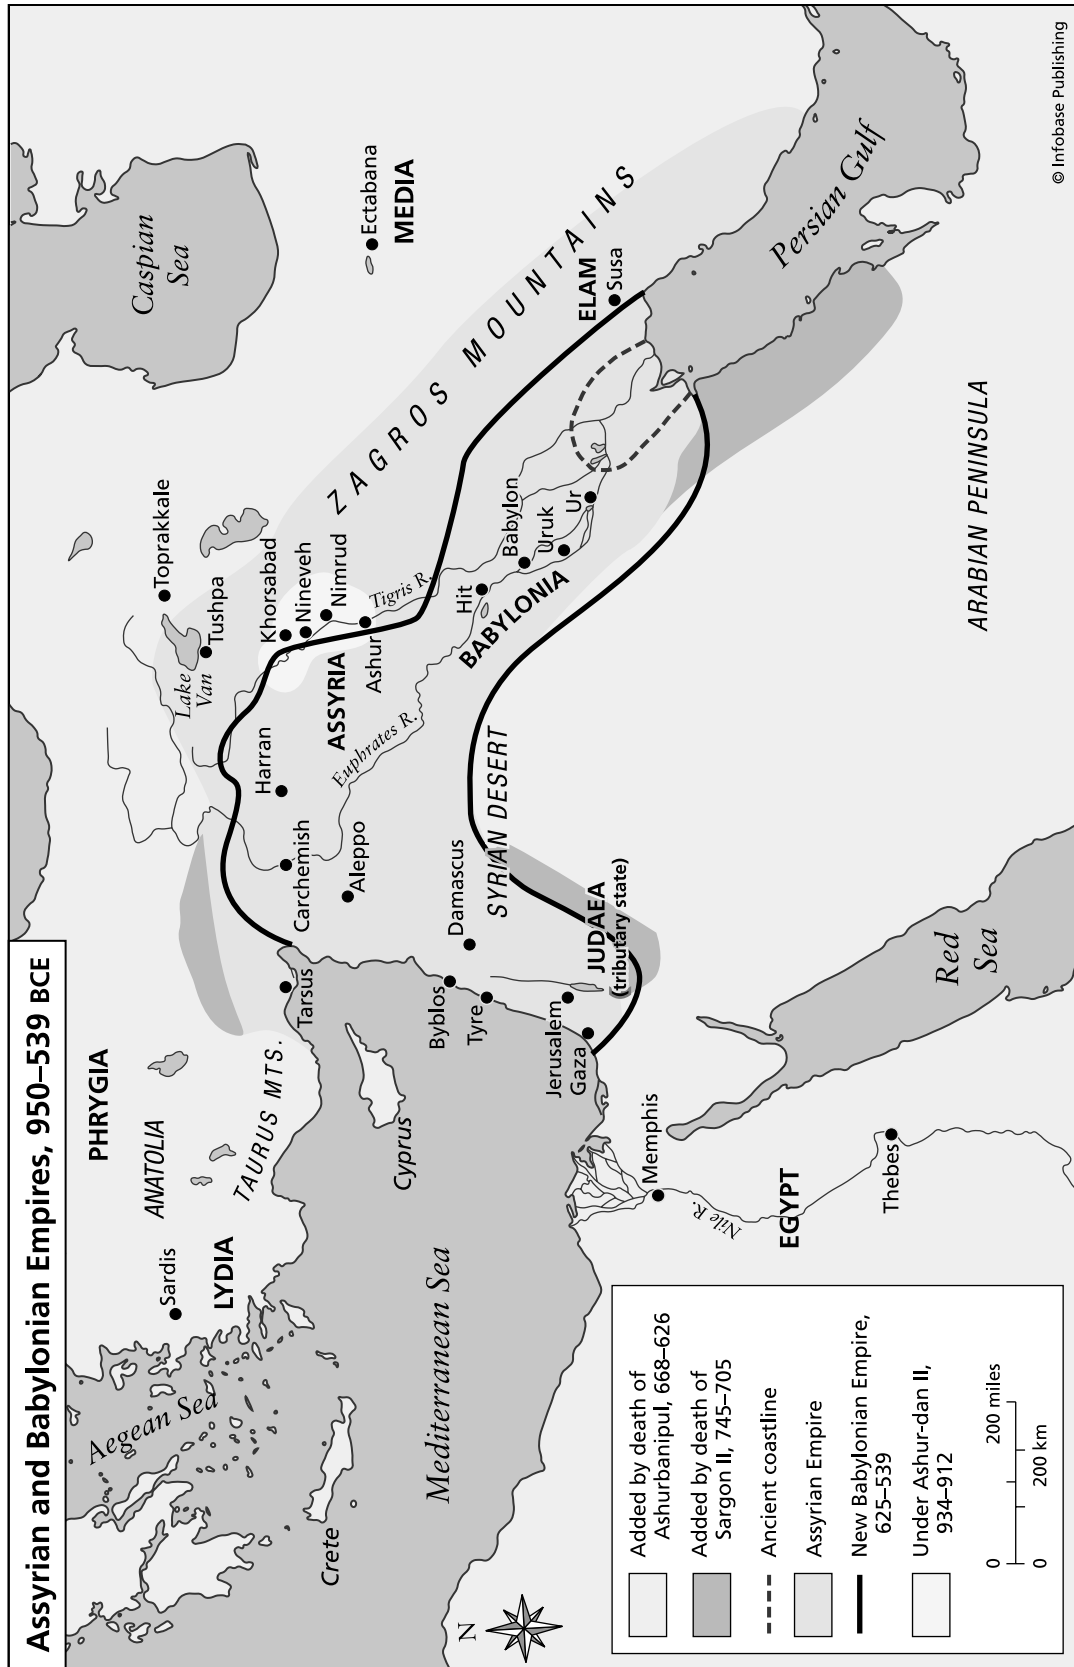 Assyrian and Babylonian Empires, 950–539 BCE
PHRYGIA
ANATOLIA
Sardis
LYDIA
Aegean Sea
TAURUS MTS.
Crete
Cyprus
Mediterranean Sea
Tarsus
Carchemish
Aleppo
Harran
Byblos
Tyre
Damascus
Jerusalem
Gaza
JUDAEA
(tributary state)
SYRIAN DESERT
Memphis
Nile R.
EGYPT
Thebes
Red
Sea
Toprakkale
Tushpa
Lake
Van
Khorsabad
Nineveh
Nimrud
ASSYRIA
Ashur
Tigris R.
Euphrates R.
Hit
BABYLONIA
Babylon
Uruk
Ur
Caspian
Sea
Ectabana
MEDIA
ZAGROS MOUNTAINS
ELAM
Susa
Persian Gulf
ARABIAN PENINSULA
N
Added by death of
Ashurbanipul, 668–626
Added by death of
Sargon II, 745–705
Ancient coastline
Assyrian Empire
New Babylonian Empire,
625–539
Under Ashur-dan II,
934–912
0 200 miles
0 200 km
© Infobase Publishing